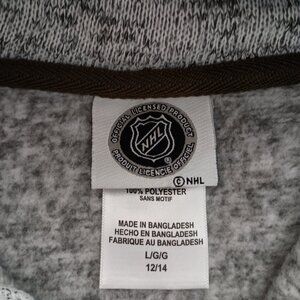 OFFICIAL LICENSED PRODUCT
NHL
®
PRODUIT LICENCIÉ OFFICIEL
© NHL
100% POLYESTER
SANS MOTIF
MADE IN BANGLADESH
HECHO EN BANGLADESH
FABRIQUE AU BANGLADESH
L/G/G
12/14